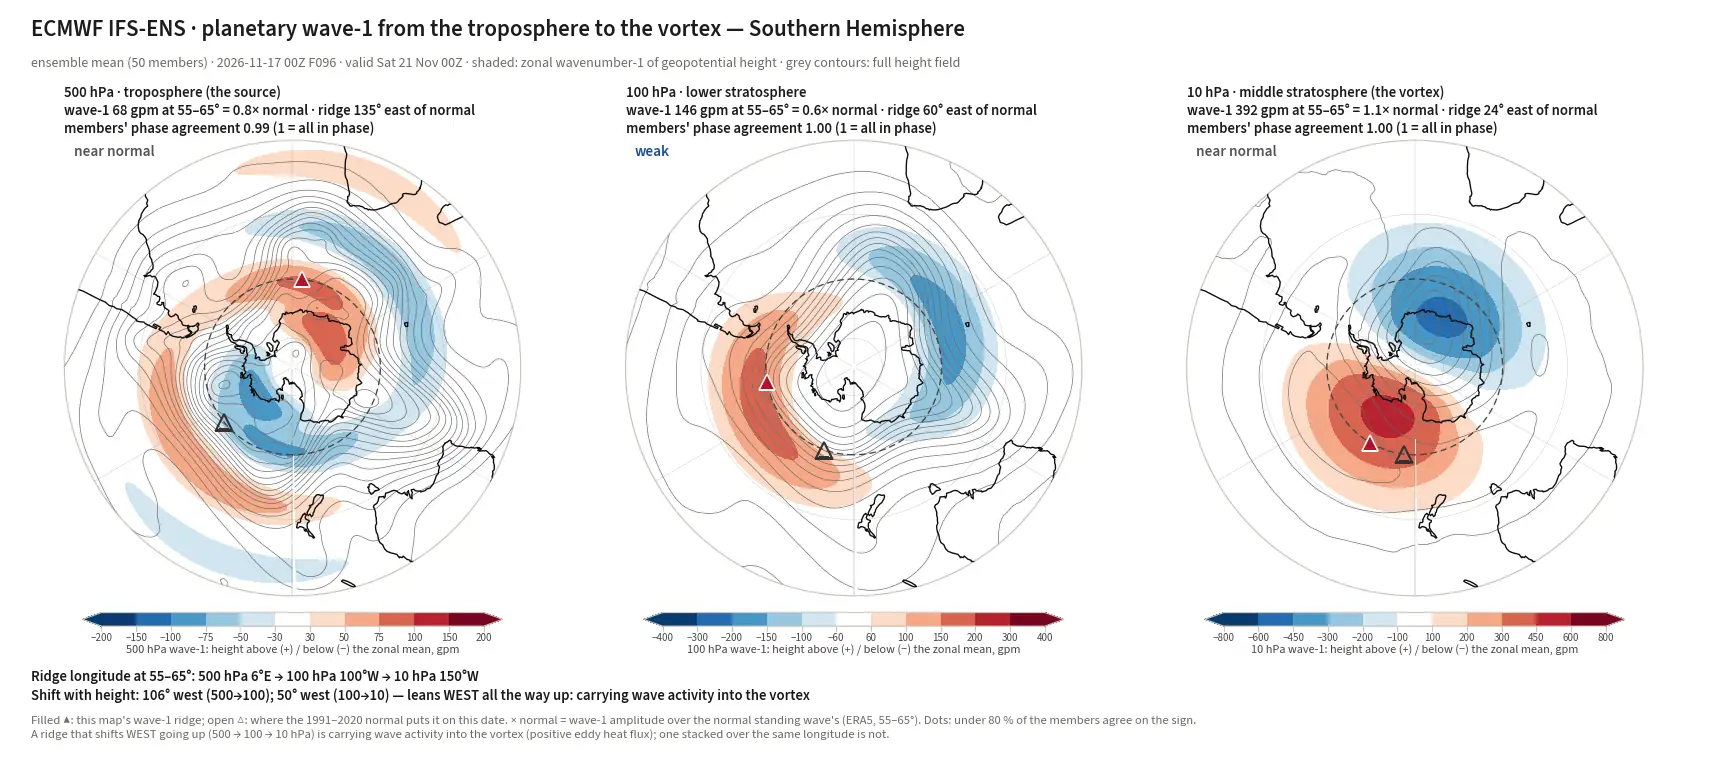 ECMWF IFS-ENS · planetary wave-1 from the troposphere to the vortex — Southern Hemisphere
ensemble mean (50 members) · 2026-11-17 00Z F096 · valid Sat 21 Nov 00Z · shaded: zonal wavenumber-1 of geopotential height · grey contours: full height field
500 hPa · troposphere (the source)
wave-1 68 gpm at 55–65° = 0.8× normal · ridge 135° east of normal
members' phase agreement 0.99 (1 = all in phase)
near normal
100 hPa · lower stratosphere
wave-1 146 gpm at 55–65° = 0.6× normal · ridge 60° east of normal
members' phase agreement 1.00 (1 = all in phase)
weak
10 hPa · middle stratosphere (the vortex)
wave-1 392 gpm at 55–65° = 1.1× normal · ridge 24° east of normal
members' phase agreement 1.00 (1 = all in phase)
near normal
−200 −150 −100 −75 −50 −30 30 50 75 100 150 200
500 hPa wave-1: height above (+) / below (−) the zonal mean, gpm
−400 −300 −200 −150 −100 −60 60 100 150 200 300 400
100 hPa wave-1: height above (+) / below (−) the zonal mean, gpm
−800 −600 −450 −300 −200 −100 100 200 300 450 600 800
10 hPa wave-1: height above (+) / below (−) the zonal mean, gpm
Ridge longitude at 55–65°: 500 hPa 6°E → 100 hPa 100°W → 10 hPa 150°W
Shift with height: 106° west (500→100); 50° west (100→10) — leans WEST all the way up: carrying wave activity into the vortex
Filled ▲: this map's wave-1 ridge; open △: where the 1991–2020 normal puts it on this date. × normal = wave-1 amplitude over the normal standing wave's (ERA5, 55–65°). Dots: under 80 % of the members agree on the sign.
A ridge that shifts WEST going up (500 → 100 → 10 hPa) is carrying wave activity into the vortex (positive eddy heat flux); one stacked over the same longitude is not.